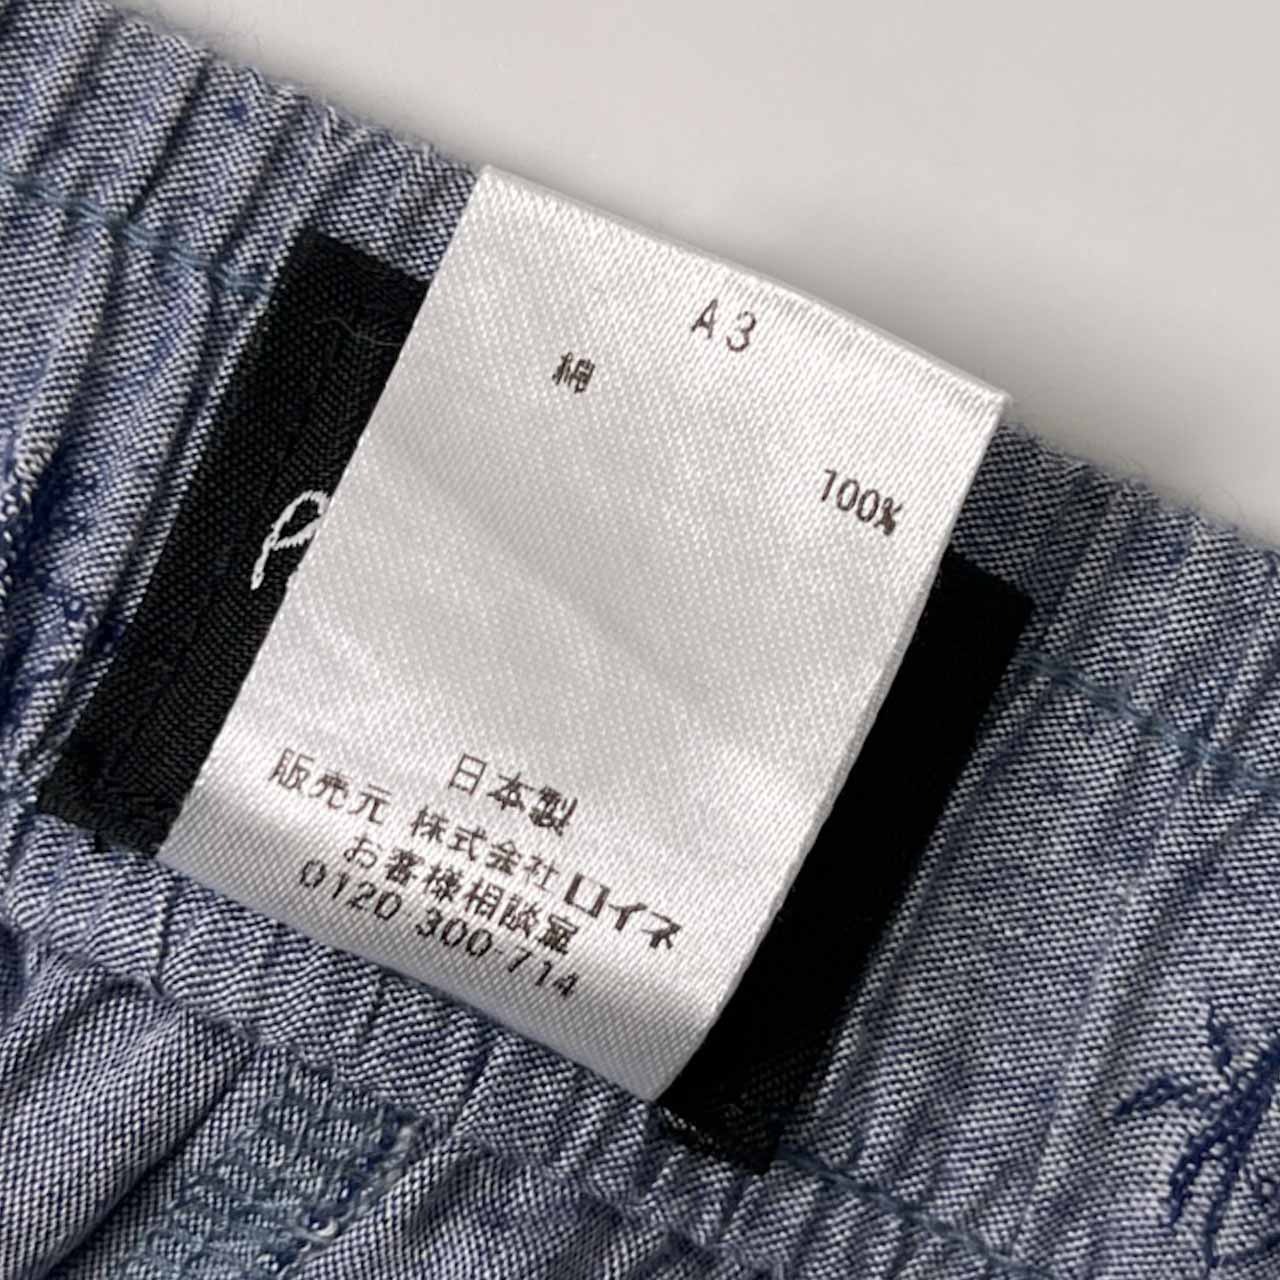 A3
綿
100%
日本製
販売元 株式会社ロイネ
お客様相談室
0120-300-714